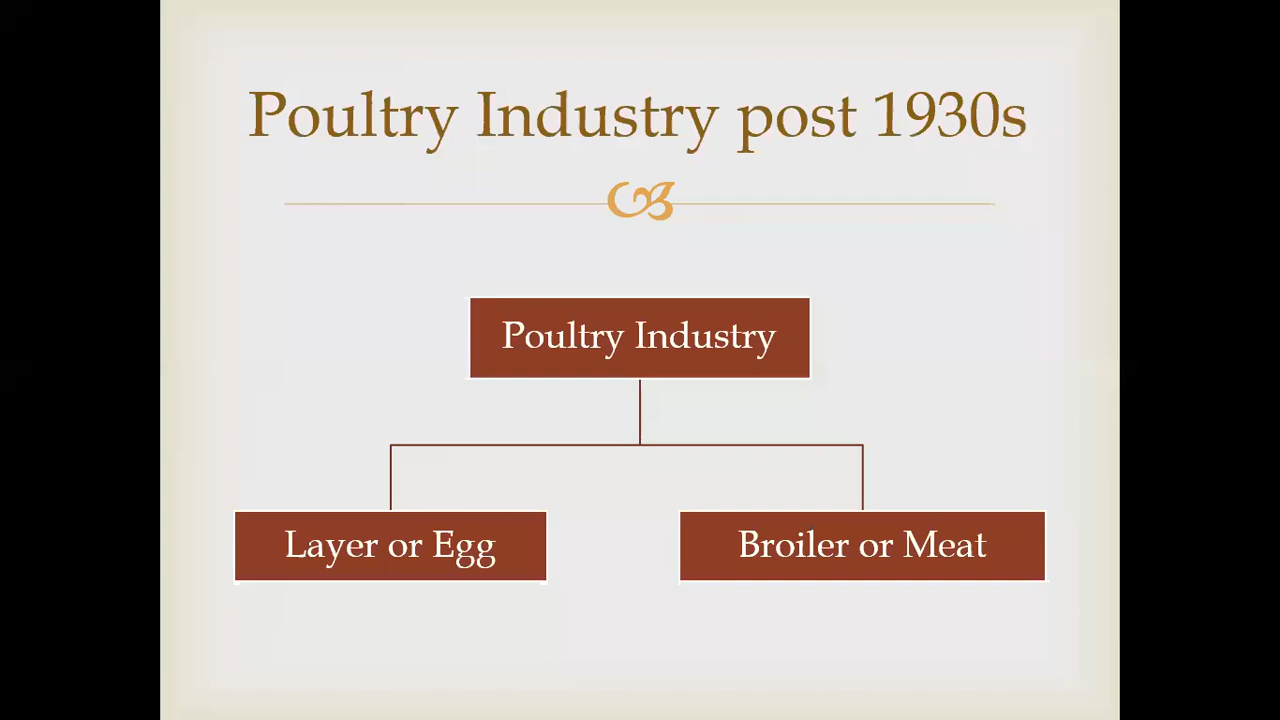 Poultry Industry post 1930s
Poultry Industry
Layer or Egg
Broiler or Meat